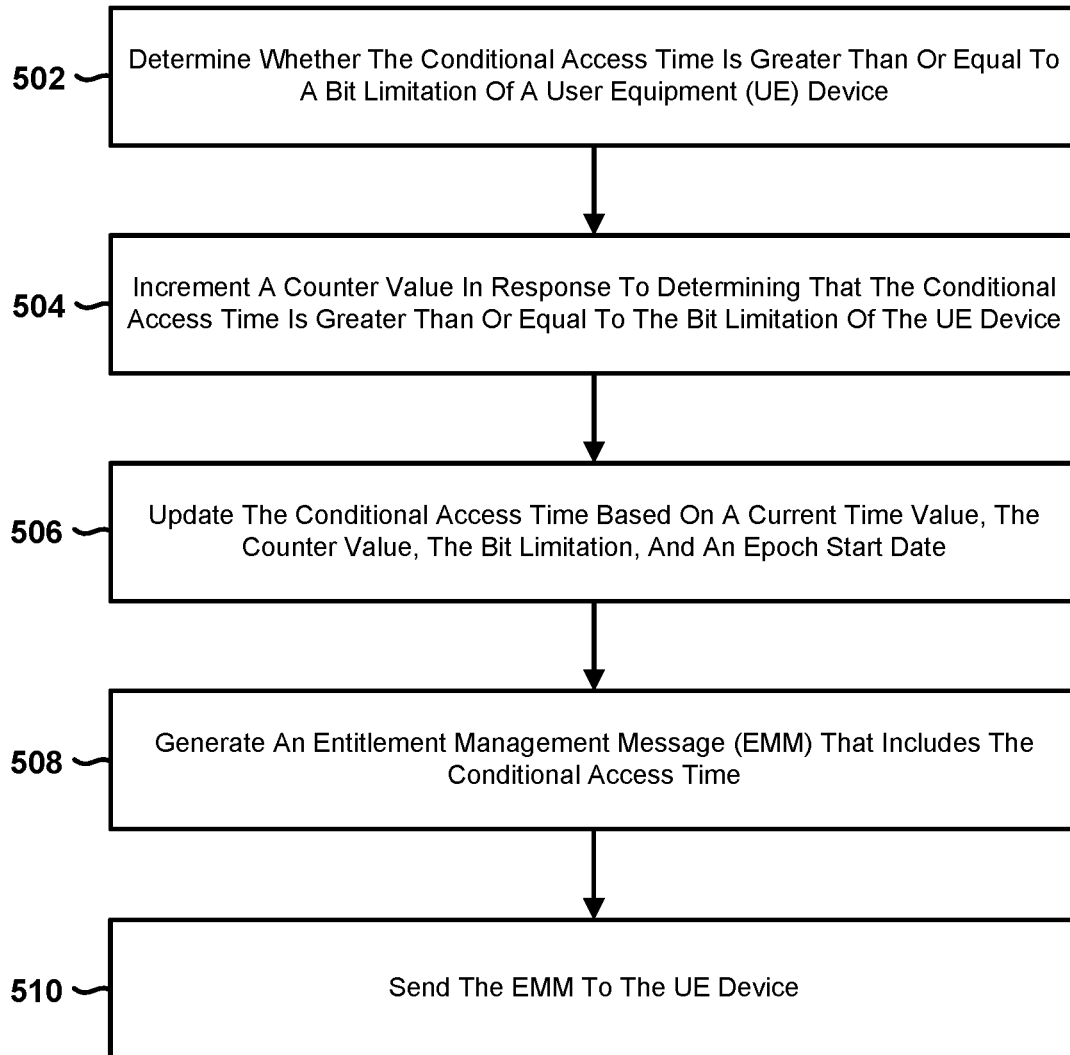 502
Determine Whether The Conditional Access Time Is Greater Than Or Equal To
A Bit Limitation Of A User Equipment (UE) Device
504
Increment A Counter Value In Response To Determining That The Conditional
Access Time Is Greater Than Or Equal To The Bit Limitation Of The UE Device
506
Update The Conditional Access Time Based On A Current Time Value, The
Counter Value, The Bit Limitation, And An Epoch Start Date
508
Generate An Entitlement Management Message (EMM) That Includes The
Conditional Access Time
510
Send The EMM To The UE Device